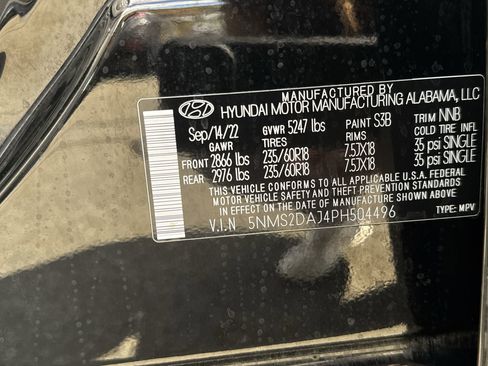 MANUFACTURED BY
HYUNDAI MOTOR MANUFACTURING ALABAMA, LLC
Sep/14/22 GVWR 5247 lbs PAINT S3B TRIM NNB
GAWR TIRES RIMS COLD TIRE INFL
FRONT 2866 lbs 235/60R18 7.5JX18 35 psi SINGLE
REAR 2976 lbs 235/60R18 7.5JX18 35 psi SINGLE
THIS VEHICLE CONFORMS TO ALL APPLICABLE U.S.A. FEDERAL
MOTOR VEHICLE SAFETY AND THEFT PREVENTION STANDARDS
IN EFFECT ON THE DATE OF MANUFACTURE SHOWN ABOVE
V.I.N 5NMS2DAJ4PH504496
TYPE: MPV